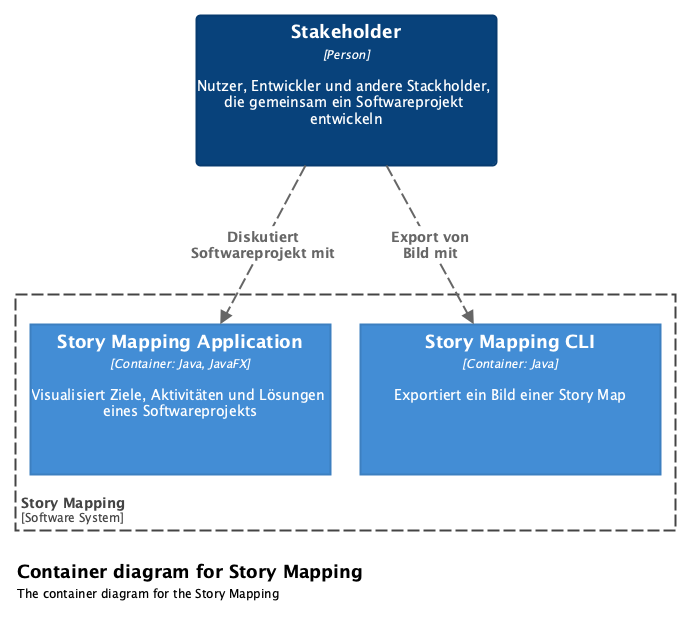 Stakeholder
[Person]
Nutzer, Entwickler und andere Stackholder,
die gemeinsam ein Softwareprojekt
entwickeln
Diskutiert
Softwareprojekt mit
Export von
Bild mit
Story Mapping Application
[Container: Java, JavaFX]
Visualisiert Ziele, Aktivitäten und Lösungen
eines Softwareprojekts
Story Mapping CLI
[Container: Java]
Exportiert ein Bild einer Story Map
Story Mapping
[Software System]
Container diagram for Story Mapping
The container diagram for the Story Mapping